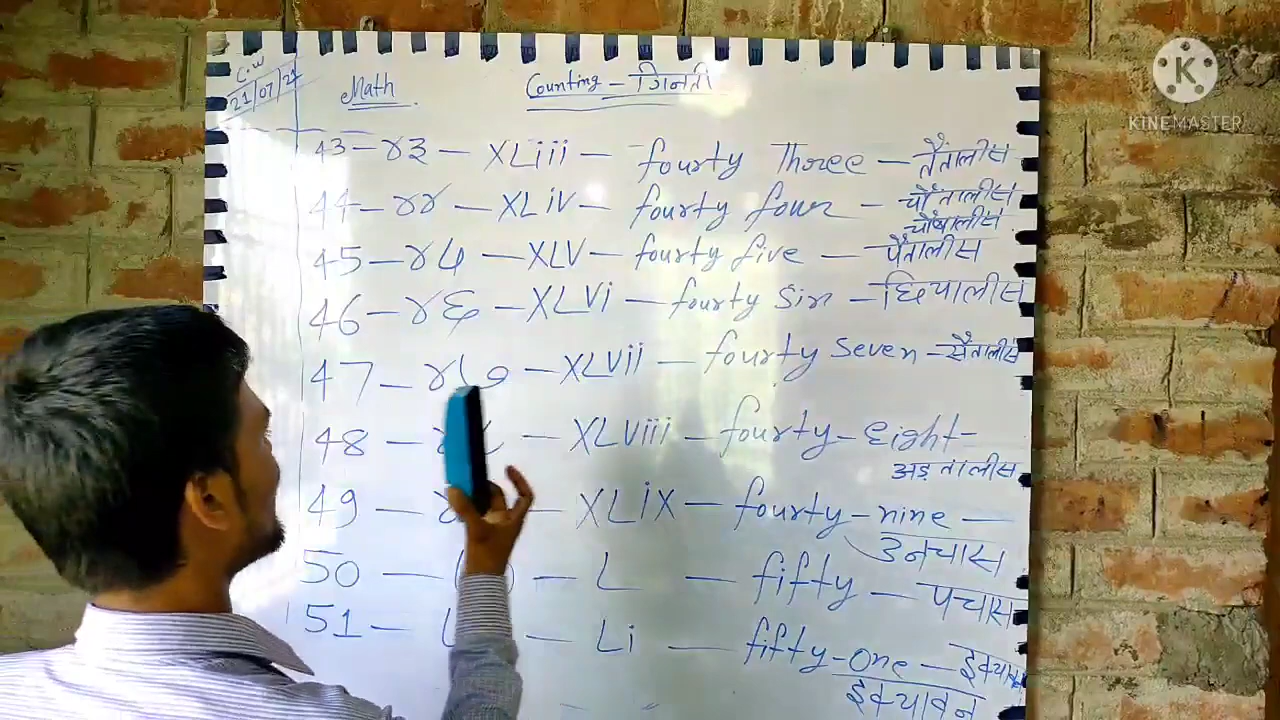 C.W
21/07/21
Math
Counting - गिनती
K
KINEMASTER
43 - ४३ - XLiii - fourty Three - तैंतालीस
44 - ४४ - XLiV - fourty four - चौंतालीस
चौंवालीस
45 - ४५ - XLV - fourty five - पैंतालीस
46 - ४६ - XLVi - fourty Six - छियालीस
47 - ४७ - XLVii - fourty Seven - सैंतालीस
48 - - XLViii - fourty - Eight -
अड़तालीस
49 - - XLiX - fourty - nine -
उनचास
50 - - L - fifty - पचास
51 - - Li - fifty - One -
इक्यावन